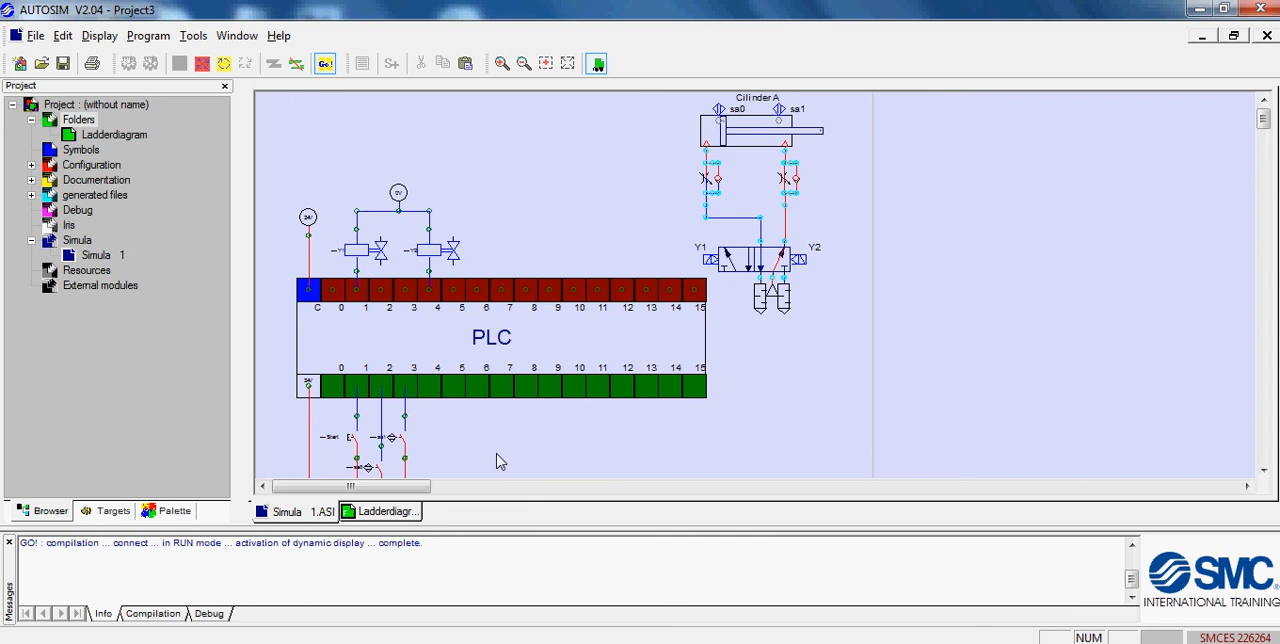 AUTOSIM V2.04 - Project3
File Edit Display Program Tools Window Help
Go!
S+
Project
Project : (without name)
Folders
Ladderdiagram
Symbols
Configuration
Documentation
generated files
Debug
Iris
Simula
Simula 1
Resources
External modules
Browser Targets Palette
Cilinder A
sa0 sa1
0V
24V
Y1 Y2
C 0 1 2 3 4 5 6 7 8 9 10 11 12 13 14 15
PLC
0 1 2 3 4 5 6 7 8 9 10 11 12 13 14 15
24V
Start
Simula 1.ASI Ladderdiagr...
GO! : compilation ... connect ... in RUN mode ... activation of dynamic display ... complete.
Messages
Info Compilation Debug
SMC
INTERNATIONAL TRAINING
NUM SMCES 226264